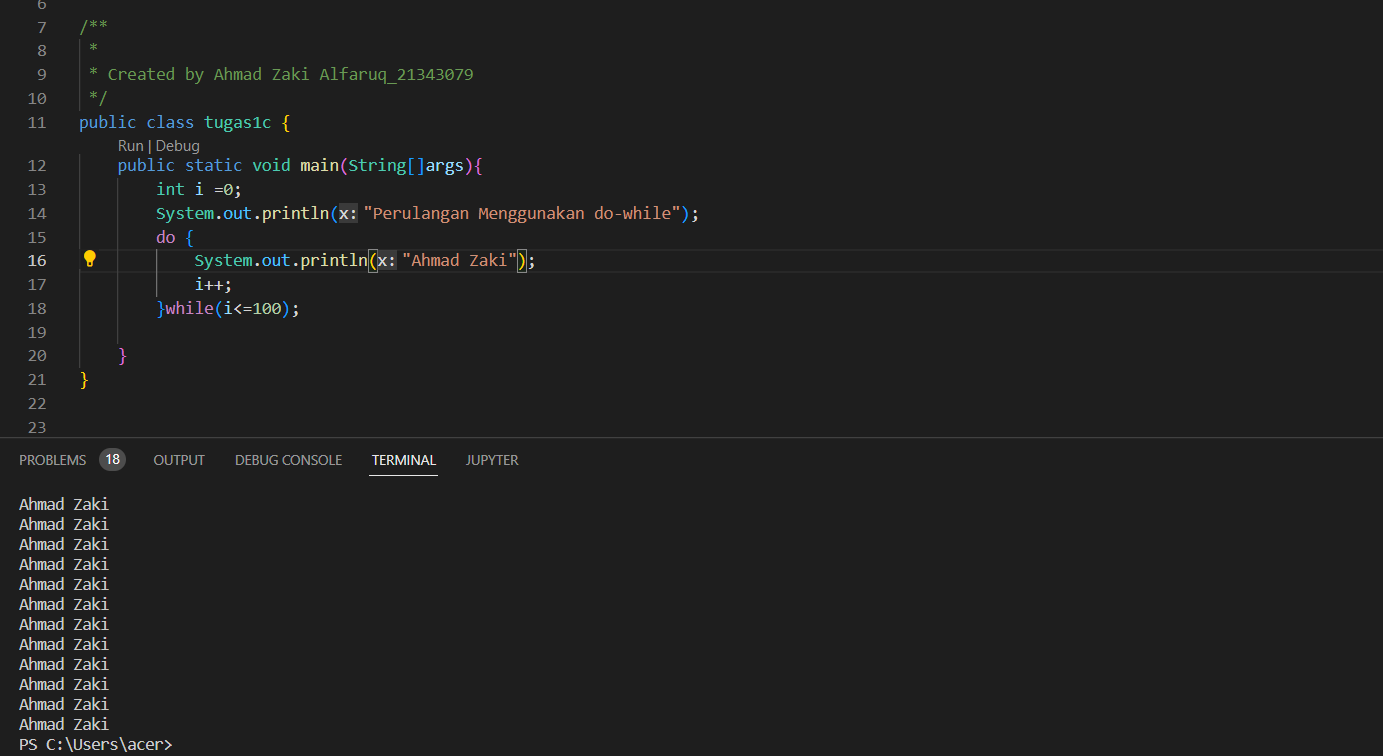 6
7 /**
8 *
9 * Created by Ahmad Zaki Alfaruq_21343079
10 */
11 public class tugas1c {
Run | Debug
12 public static void main(String[]args){
13 int i =0;
14 System.out.println(x: "Perulangan Menggunakan do-while");
15 do {
16 System.out.println(x: "Ahmad Zaki");
17 i++;
18 }while(i<=100);
19
20 }
21 }
22
23
PROBLEMS 18 OUTPUT DEBUG CONSOLE TERMINAL JUPYTER
Ahmad Zaki
Ahmad Zaki
Ahmad Zaki
Ahmad Zaki
Ahmad Zaki
Ahmad Zaki
Ahmad Zaki
Ahmad Zaki
Ahmad Zaki
Ahmad Zaki
Ahmad Zaki
Ahmad Zaki
PS C:\Users\acer>